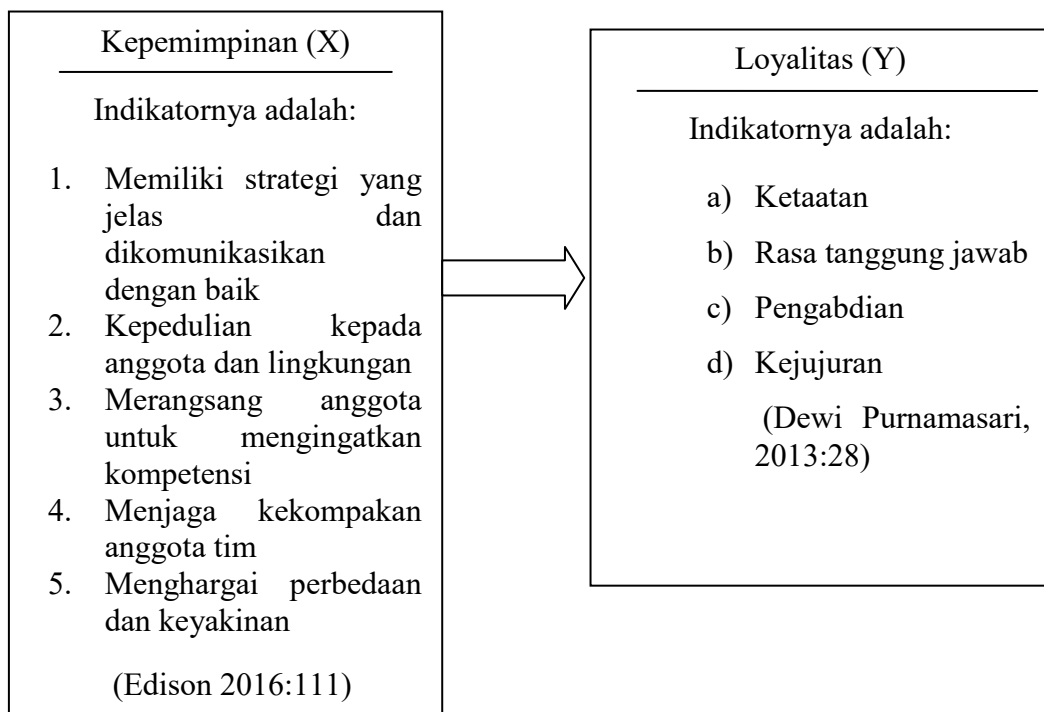 Kepemimpinan (X)
Indikatornya adalah:
1. Memiliki strategi yang
jelas dan
dikomunikasikan
dengan baik
2. Kepedulian kepada
anggota dan lingkungan
3. Merangsang anggota
untuk mengingatkan
kompetensi
4. Menjaga kekompakan
anggota tim
5. Menghargai perbedaan
dan keyakinan
(Edison 2016:111)
Loyalitas (Y)
Indikatornya adalah:
a) Ketaatan
b) Rasa tanggung jawab
c) Pengabdian
d) Kejujuran
(Dewi Purnamasari,
2013:28)